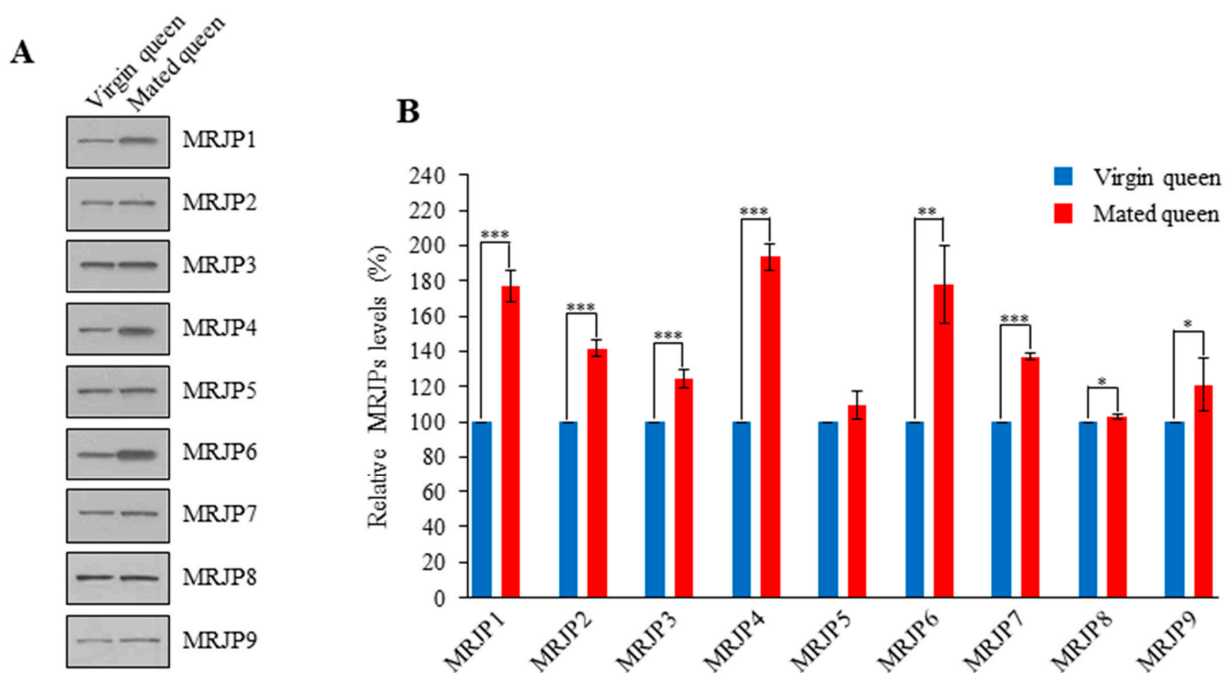 A
Virgin queen
Mated queen
MRJP1
MRJP2
MRJP3
MRJP4
MRJP5
MRJP6
MRJP7
MRJP8
MRJP9
B
Relative MRJPs levels (%)
240
220
200
180
160
140
120
100
80
60
40
20
0
Virgin queen
Mated queen
***
***
***
***
**
***
*
*
MRJP1
MRJP2
MRJP3
MRJP4
MRJP5
MRJP6
MRJP7
MRJP8
MRJP9